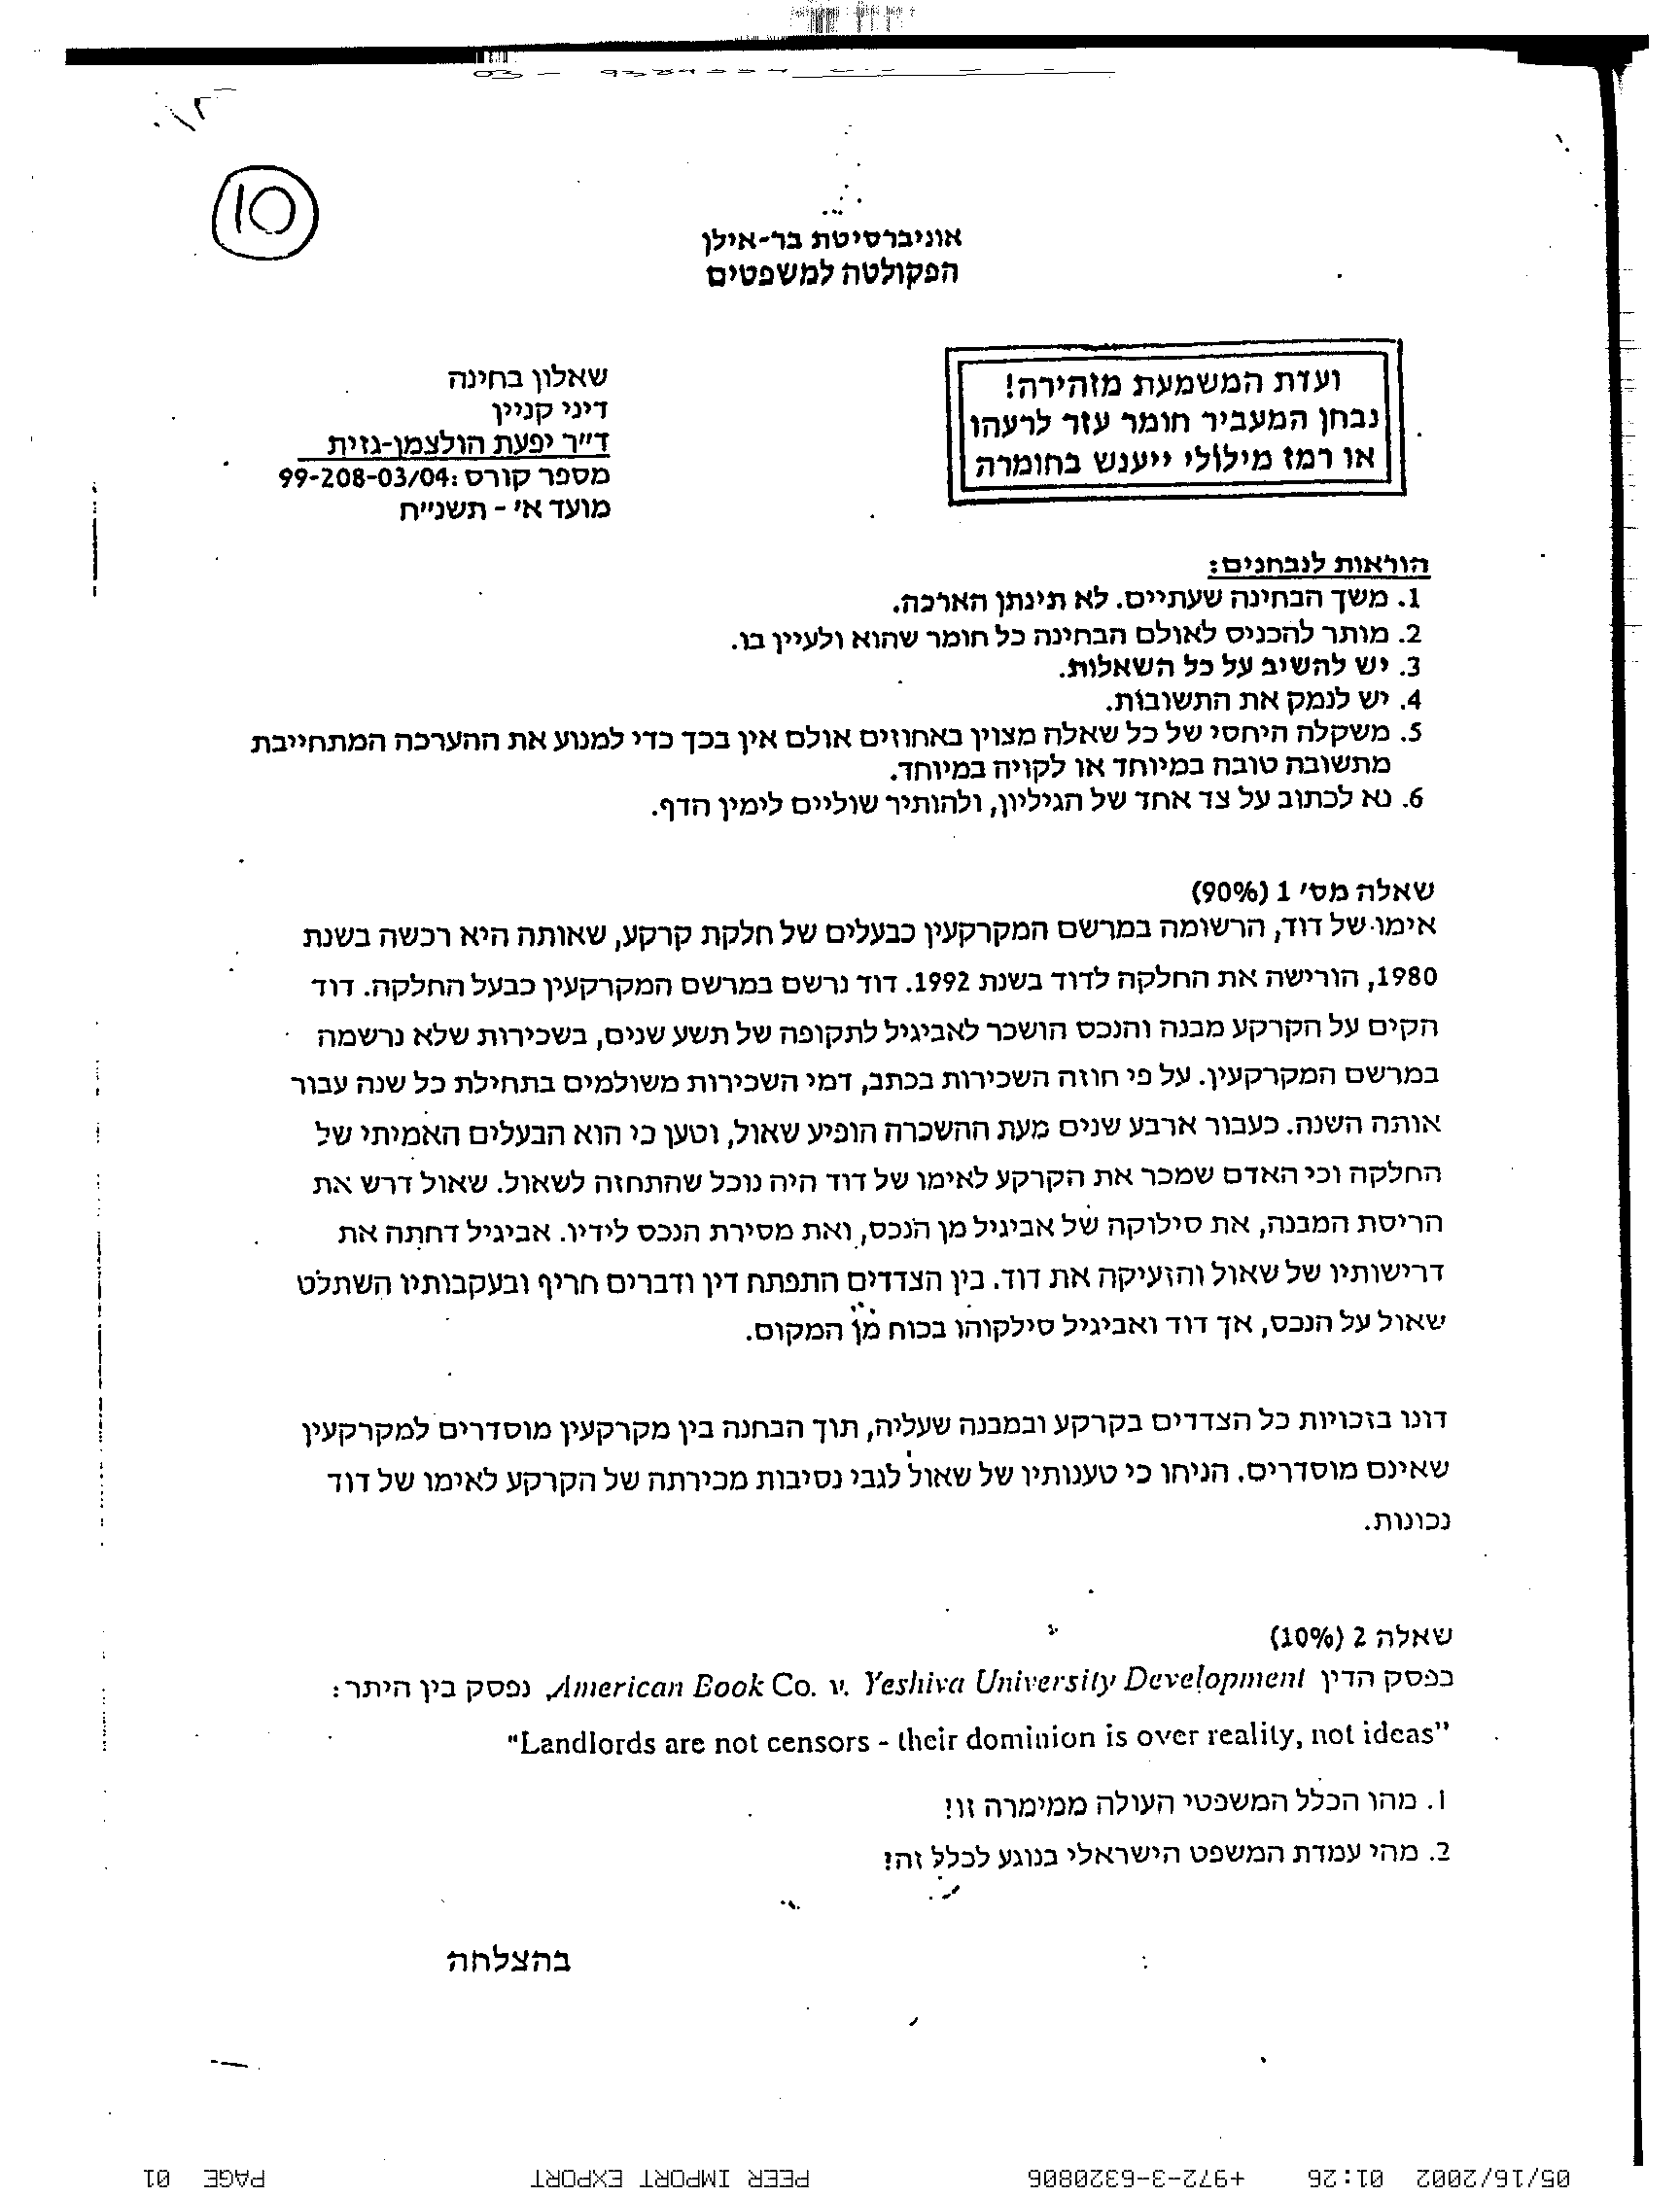 10
אוניברסיטת בר-אילן
הפקולטה למשפטים
ועדת המשמעת מזהירה!
נבחן המעביר חומר עזר לרעהו
או רמז מילולי ייענש בחומרה
שאלון בחינה
דיני קניין
ד״ר יפעת הולצמן-גזית
מספר קורס: 99-208-03/04
מועד א׳ - תשנ״ח
הוראות לנבחנים:
1. משך הבחינה שעתיים. לא תינתן הארכה.
2. מותר להכניס לאולם הבחינה כל חומר שהוא ולעיין בו.
3. יש להשיב על כל השאלות.
4. יש לנמק את התשובות.
5. משקלה היחסי של כל שאלה מצוין באחוזים אולם אין בכך כדי למנוע את ההערכה המתחייבת
מתשובה טובה במיוחד או לקויה במיוחד.
6. נא לכתוב על צד אחד של הגיליון, ולהותיר שוליים לימין הדף.
שאלה מס׳ 1 (90%)
אימו של דוד, הרשומה במרשם המקרקעין כבעלים של חלקת קרקע, שאותה היא רכשה בשנת
1980, הורישה את החלקה לדוד בשנת 1992. דוד נרשם במרשם המקרקעין כבעל החלקה. דוד
הקים על הקרקע מבנה והנכס הושכר לאביגיל לתקופה של תשע שנים, בשכירות שלא נרשמה
במרשם המקרקעין. על פי חוזה השכירות בכתב, דמי השכירות משולמים בתחילת כל שנה עבור
אותה השנה. כעבור ארבע שנים מעת ההשכרה הופיע שאול, וטען כי הוא הבעלים האמיתי של
החלקה וכי האדם שמכר את הקרקע לאימו של דוד היה נוכל שהתחזה לשאול. שאול דרש את
הריסת המבנה, את סילוקה של אביגיל מן הנכס, ואת מסירת הנכס לידיו. אביגיל דחתה את
דרישותיו של שאול והזעיקה את דוד. בין הצדדים התפתח דין ודברים חריף ובעקבותיו השתלט
שאול על הנכס, אך דוד ואביגיל סילקוהו בכוח מן המקום.
דונו בזכויות כל הצדדים בקרקע ובמבנה שעליה, תוך הבחנה בין מקרקעין מוסדרים למקרקעין
שאינם מוסדרים. הניחו כי טענותיו של שאול לגבי נסיבות מכירתה של הקרקע לאימו של דוד
נכונות.
שאלה 2 (10%)
בפסק הדין American Book Co. v. Yeshiva University Development, נפסק בין היתר:
"Landlords are not censors - their dominion is over reality, not ideas"
1. מהו הכלל המשפטי העולה ממימרה זו?
2. מהי עמדת המשפט הישראלי בנוגע לכלל זה?
בהצלחה
05/16/2002 01:26 +972-3-6320806 PEER IMPORT EXPORT PAGE 01